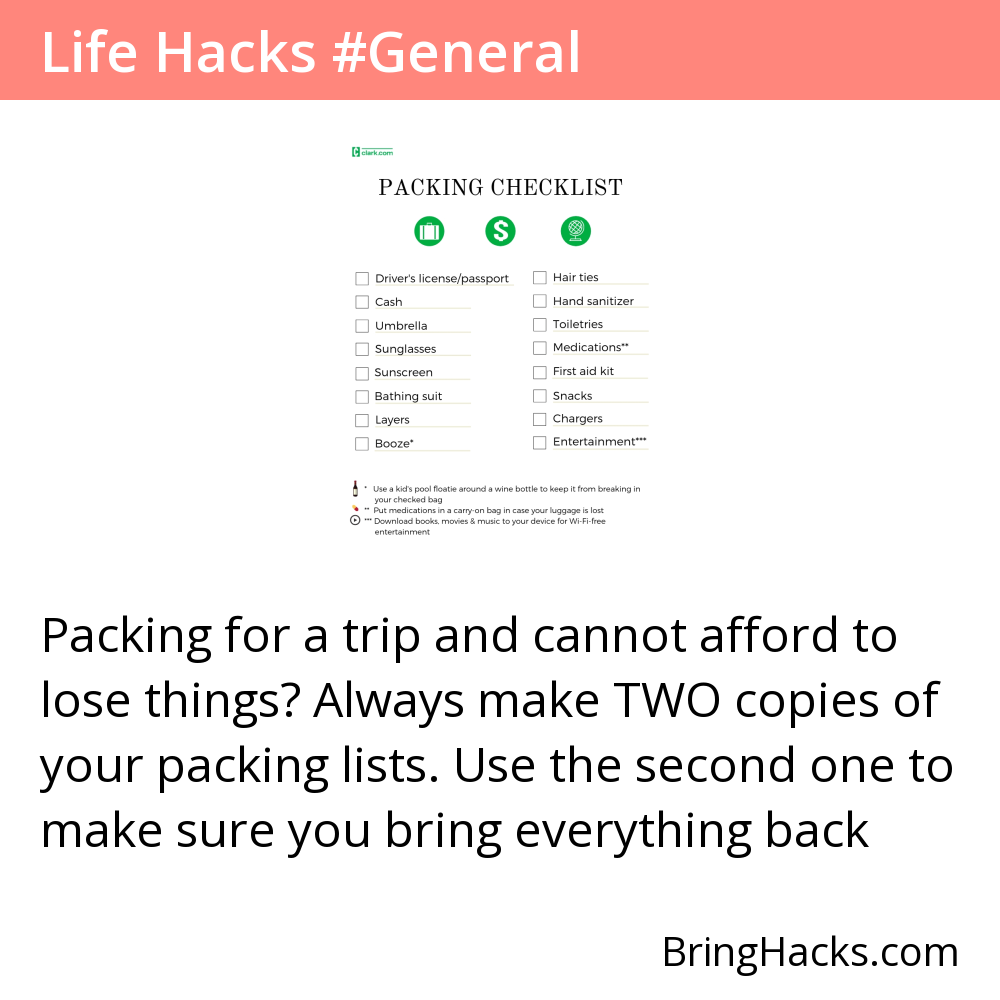 Life Hacks #General
clark.com
PACKING CHECKLIST
Driver's license/passport
Cash
Umbrella
Sunglasses
Sunscreen
Bathing suit
Layers
Booze*
Hair ties
Hand sanitizer
Toiletries
Medications**
First aid kit
Snacks
Chargers
Entertainment***
* Use a kid's pool floatie around a wine bottle to keep it from breaking in
your checked bag
** Put medications in a carry-on bag in case your luggage is lost
*** Download books, movies & music to your device for Wi-Fi-free
entertainment
Packing for a trip and cannot afford to
lose things? Always make TWO copies of
your packing lists. Use the second one to
make sure you bring everything back
BringHacks.com